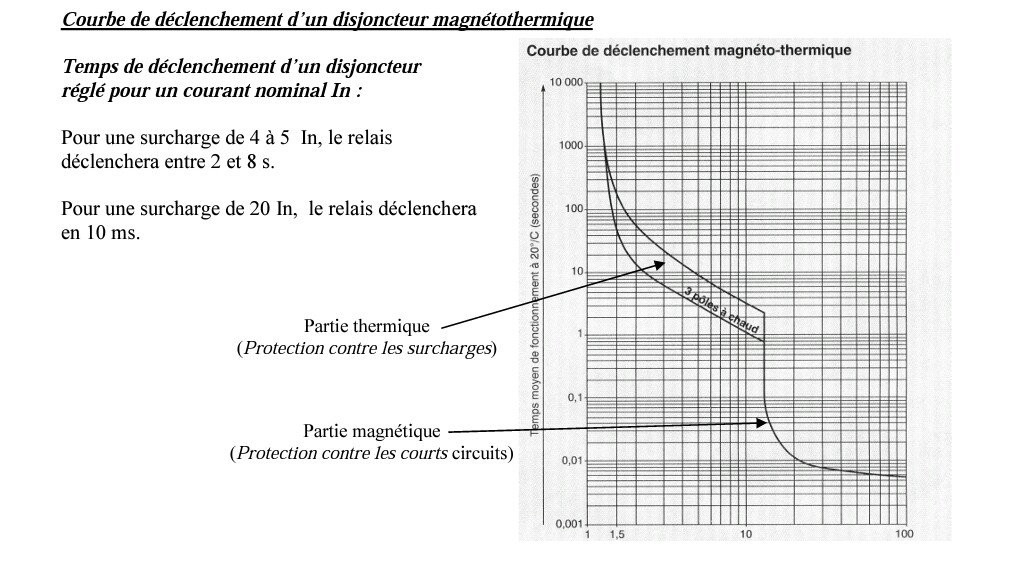 Courbe de déclenchement d'un disjoncteur magnétothermique
Temps de déclenchement d'un disjoncteur
réglé pour un courant nominal In :
Pour une surcharge de 4 à 5 In, le relais
déclenchera entre 2 et 8 s.
Pour une surcharge de 20 In, le relais déclenchera
en 10 ms.
Partie thermique
(Protection contre les surcharges)
Partie magnétique
(Protection contre les courts circuits)
Courbe de déclenchement magnéto-thermique
Temps moyen de fonctionnement à 20°/C (secondes)
10 000
1000
100
10
1
0,1
0,01
0,001
3 pôles à chaud
1 1,5 10 100